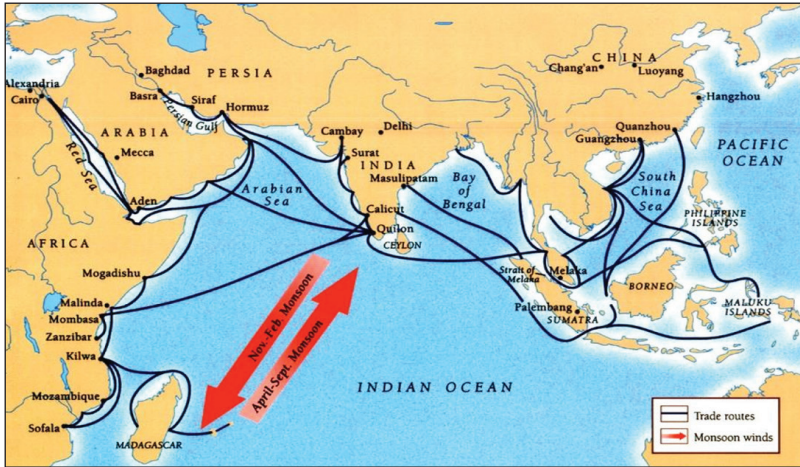 CHINA
Baghdad
PERSIA
Chang'an
Luoyang
Alexandria
Cairo
Basra
Siraf
Hormuz
Hangzhou
Persian Gulf
ARABIA
Cambay
Delhi
Quanzhou
Guangzhou
PACIFIC
OCEAN
Mecca
Surat
INDIA
Red Sea
Masulipatam
Bay
of
Bengal
South
China
Sea
Arabian
Sea
Aden
Calicut
PHILIPPINE
ISLANDS
Quilon
CEYLON
AFRICA
Mogadishu
Strait of
Melaka
Melaka
BORNEO
Malinda
Mombasa
Palembang
SUMATRA
MALUKU
ISLANDS
Zanzibar
Nov.-Feb. Monsoon
April-Sept. Monsoon
Kilwa
INDIAN OCEAN
Mozambique
Sofala
MADAGASCAR
Trade routes
Monsoon winds